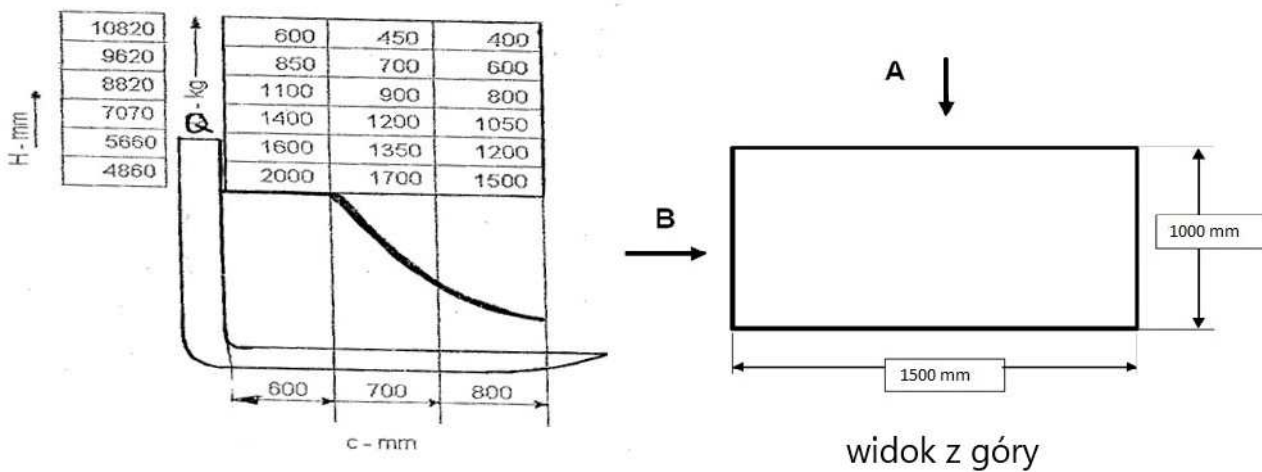 10820
9620
8820
7070
5660
4860
H - mm
Q - kg
600 450 400
850 700 600
1100 900 800
1400 1200 1050
1600 1350 1200
2000 1700 1500
600 700 800
c - mm
A
B
1000 mm
1500 mm
widok z góry